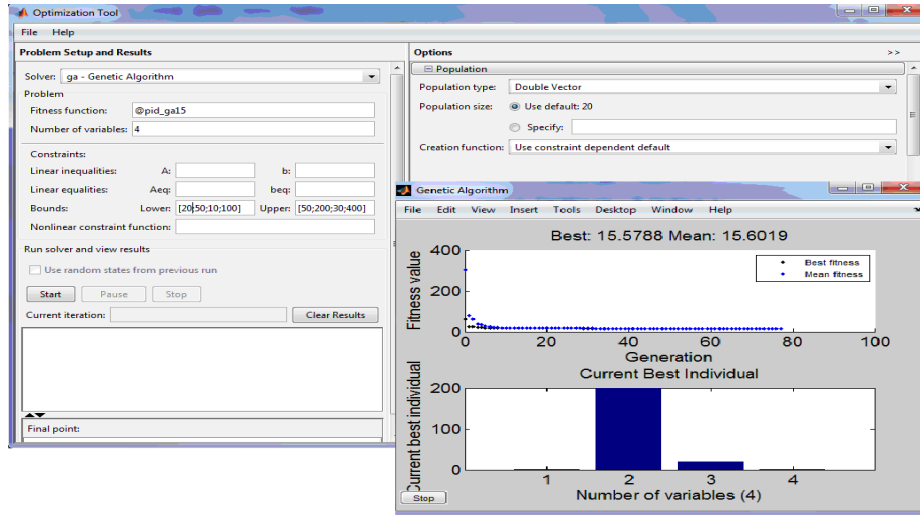 Optimization Tool
File Help
Problem Setup and Results
Solver: ga - Genetic Algorithm
Problem
Fitness function: @pid_ga15
Number of variables: 4
Constraints:
Linear inequalities: A: b:
Linear equalities: Aeq: beq:
Bounds: Lower: [20;50;10;100] Upper: [50;200;30;400]
Nonlinear constraint function:
Run solver and view results
Use random states from previous run
Start Pause Stop
Current iteration: Clear Results
Final point:
Options >>
Population
Population type: Double Vector
Population size: Use default: 20
Specify:
Creation function: Use constraint dependent default
Genetic Algorithm
File Edit View Insert Tools Desktop Window Help
Best: 15.5788 Mean: 15.6019
Fitness value
400
200
0
Best fitness
Mean fitness
0 20 40 60 80 100
Generation
Current Best Individual
Current best individual
200
100
0
1 2 3 4
Number of variables (4)
Stop